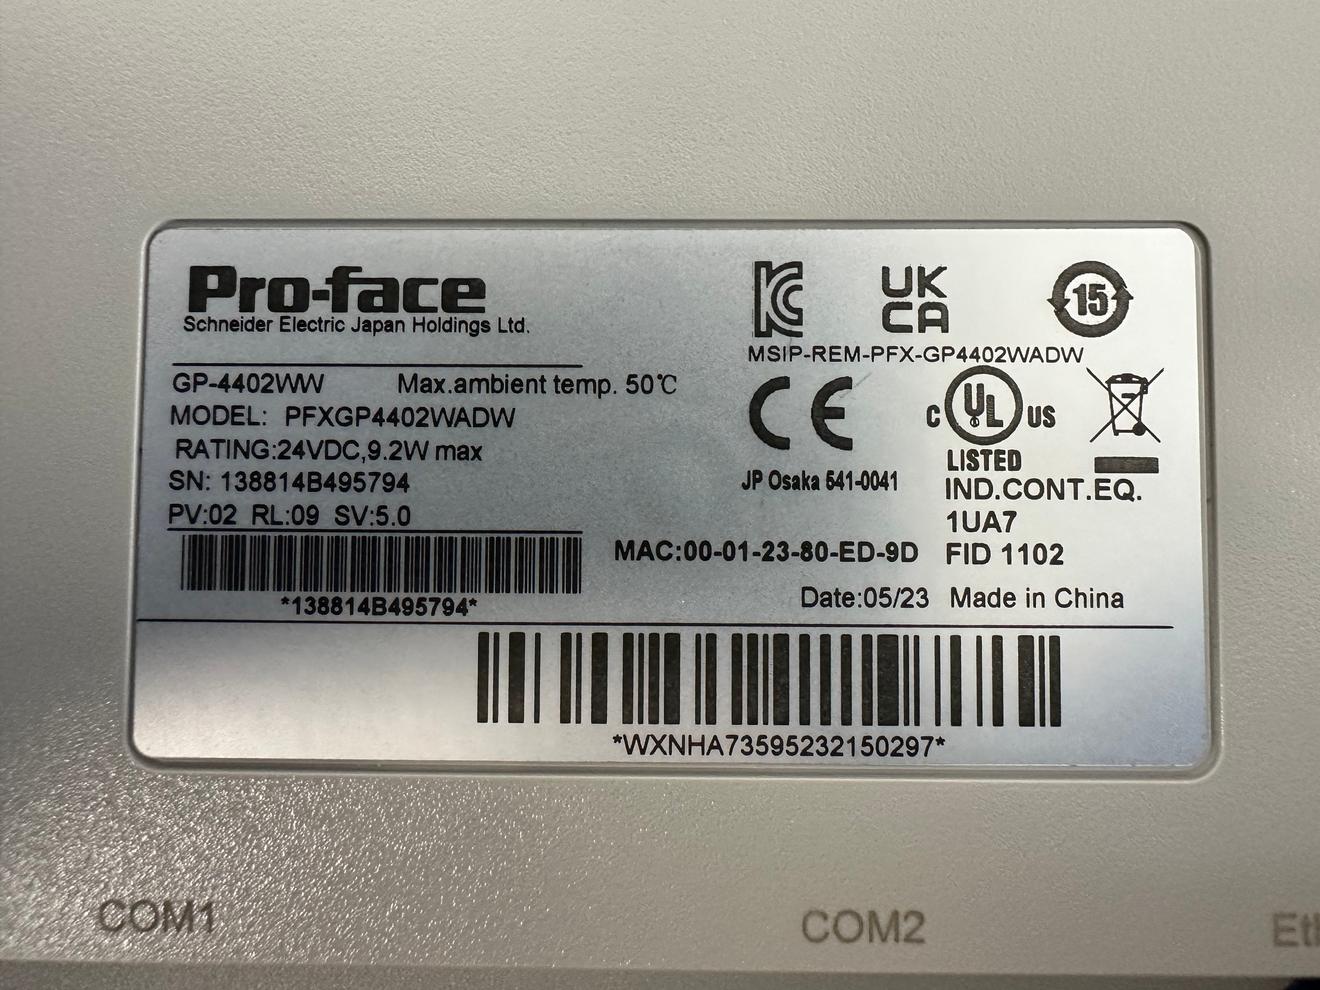 Pro-face
Schneider Electric Japan Holdings Ltd.
GP-4402WW Max.ambient temp. 50℃
MODEL: PFXGP4402WADW
RATING:24VDC,9.2W max
SN: 138814B495794
PV:02 RL:09 SV:5.0
*138814B495794*
UK
CA
15
MSIP-REM-PFX-GP4402WADW
CE
C UL US
LISTED
JP Osaka 541-0041
IND.CONT.EQ.
1UA7
MAC:00-01-23-80-ED-9D FID 1102
Date:05/23 Made in China
*WXNHA73595232150297*
COM1 COM2